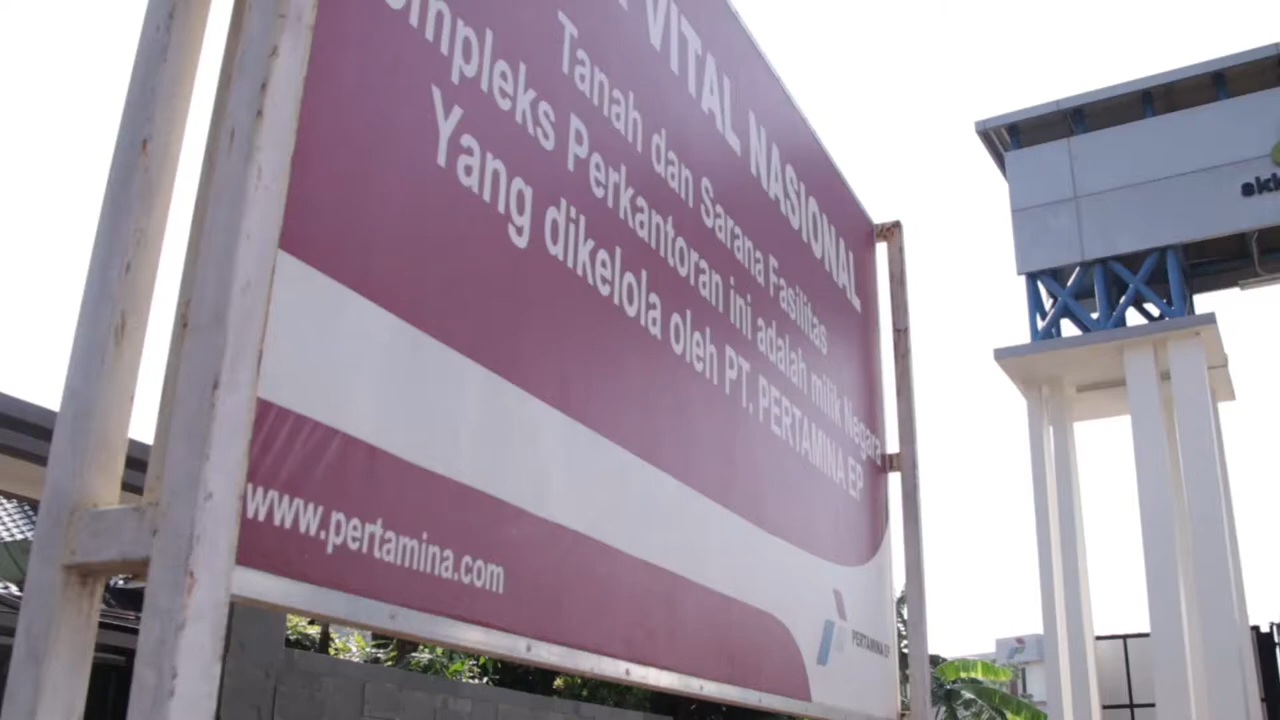 VITAL NASIONAL
Tanah dan Sarana Fasilitas
Kompleks Perkantoran ini adalah milik Negara
Yang dikelola oleh PT. PERTAMINA EP
www.pertamina.com
PERTAMINA EP